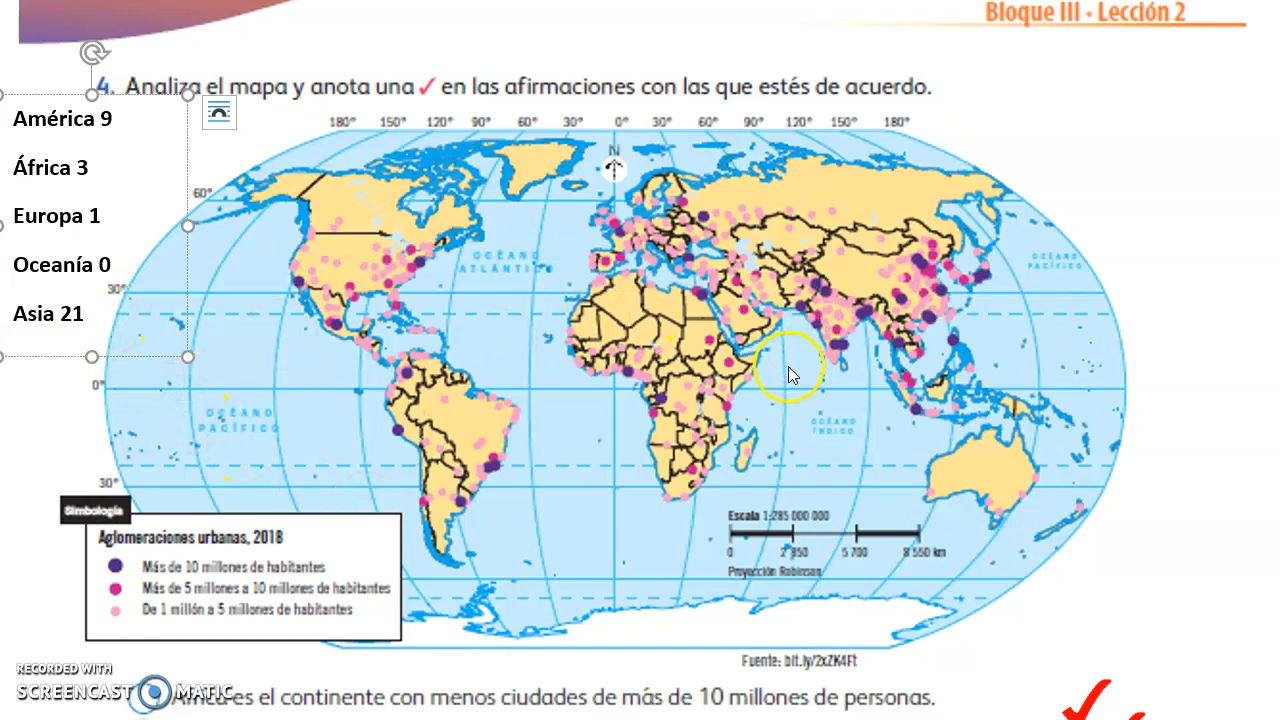 Bloque III • Lección 2
4. Analiza el mapa y anota una ✓ en las afirmaciones con las que estés de acuerdo.
América 9
África 3
Europa 1
Oceanía 0
Asia 21
180° 150° 120° 90° 60° 30° 0° 30° 60° 90° 120° 150° 180°
N
60°
30°
0°
30°
OCÉANO ATLÁNTICO
OCÉANO PACÍFICO
OCÉANO PACÍFICO
OCÉANO ÍNDICO
Simbología
Aglomeraciones urbanas, 2018
Más de 10 millones de habitantes
Más de 5 millones a 10 millones de habitantes
De 1 millón a 5 millones de habitantes
Escala 1:285 000 000
0 2 850 5 700 8 550 km
Proyección Robinson
Fuente: bit.ly/2xZK4Ft
es el continente con menos ciudades de más de 10 millones de personas.
RECORDED WITH
SCREENCAST MATIC